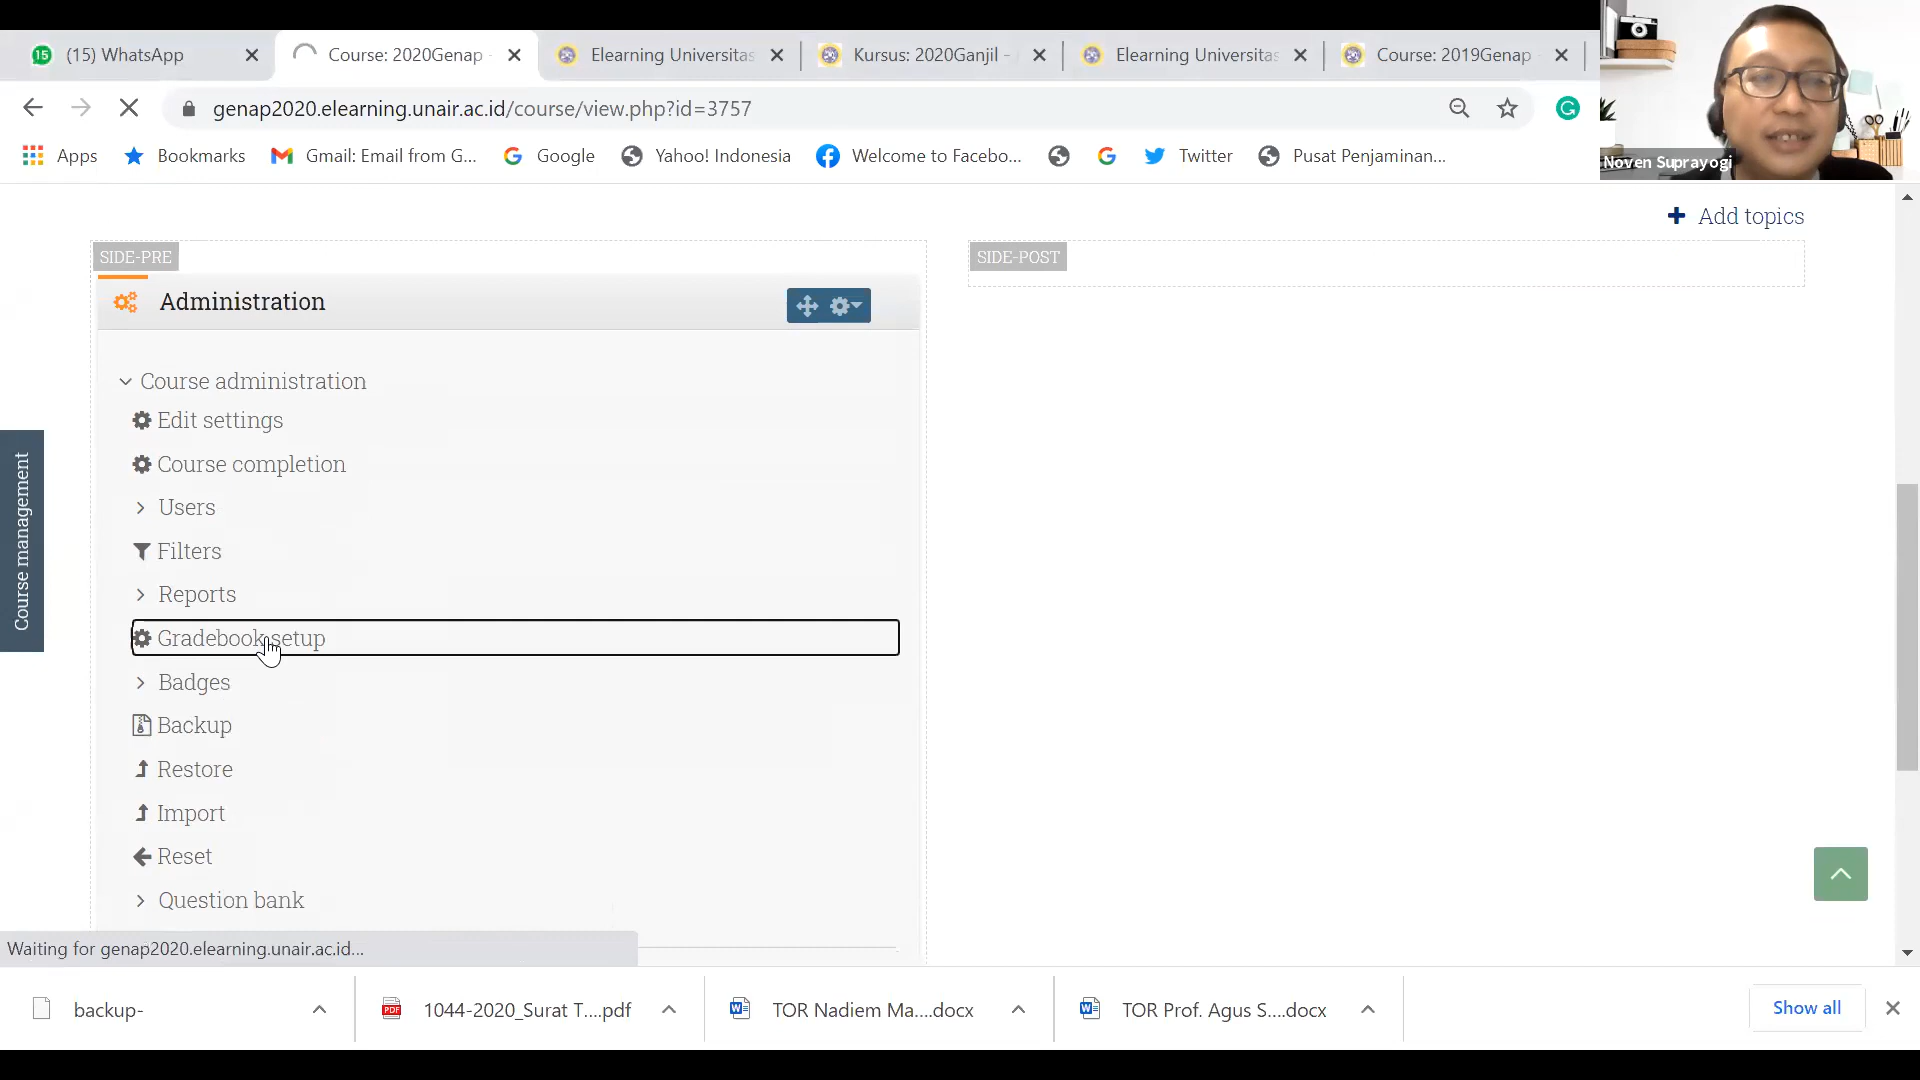 15 (15) WhatsApp
Course: 2020Genap -
Elearning Universitas
Kursus: 2020Ganjil -
Elearning Universitas
Course: 2019Genap -
genap2020.elearning.unair.ac.id/course/view.php?id=3757
Apps
Bookmarks
Gmail: Email from G...
Google
Yahoo! Indonesia
Welcome to Facebo...
Twitter
Pusat Penjaminan...
Noven Suprayogi
Add topics
SIDE-PRE
SIDE-POST
Administration
Course administration
Edit settings
Course completion
Users
Filters
Reports
Gradebook setup
Badges
Backup
Restore
Import
Reset
Question bank
Course management
Waiting for genap2020.elearning.unair.ac.id...
backup-
PDF 1044-2020_Surat T....pdf
TOR Nadiem Ma....docx
TOR Prof. Agus S....docx
Show all